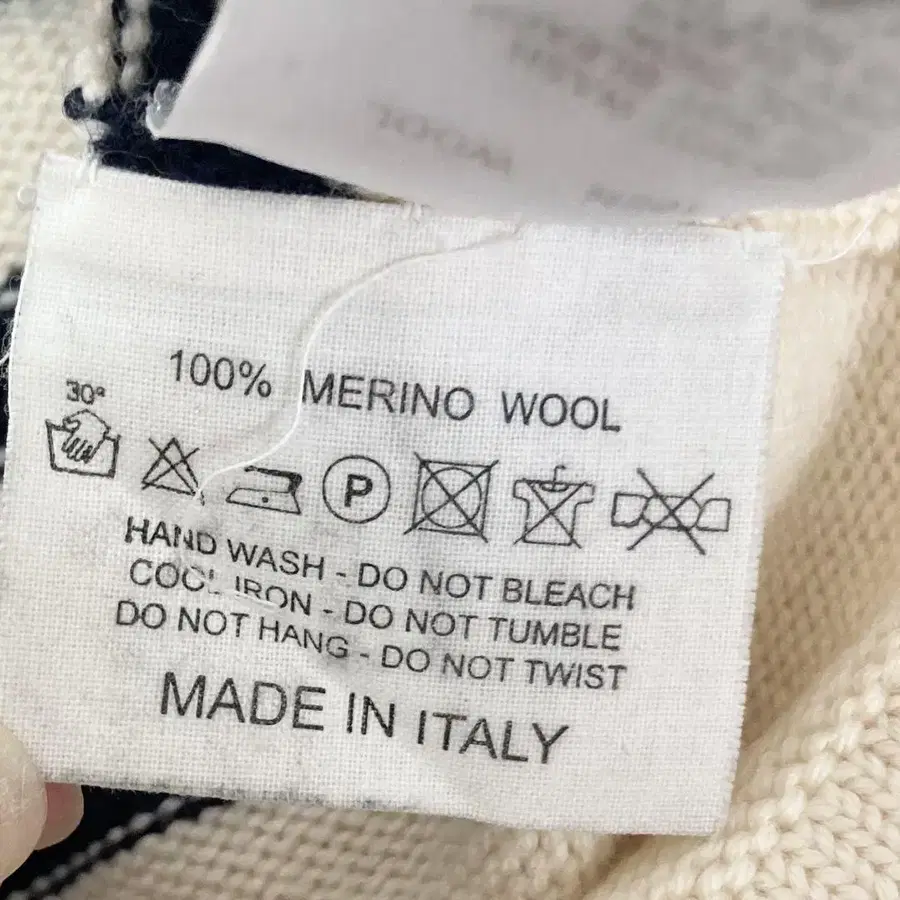 100% MERINO WOOL
30°
P
HAND WASH - DO NOT BLEACH
COOL IRON - DO NOT TUMBLE
DO NOT HANG - DO NOT TWIST
MADE IN ITALY